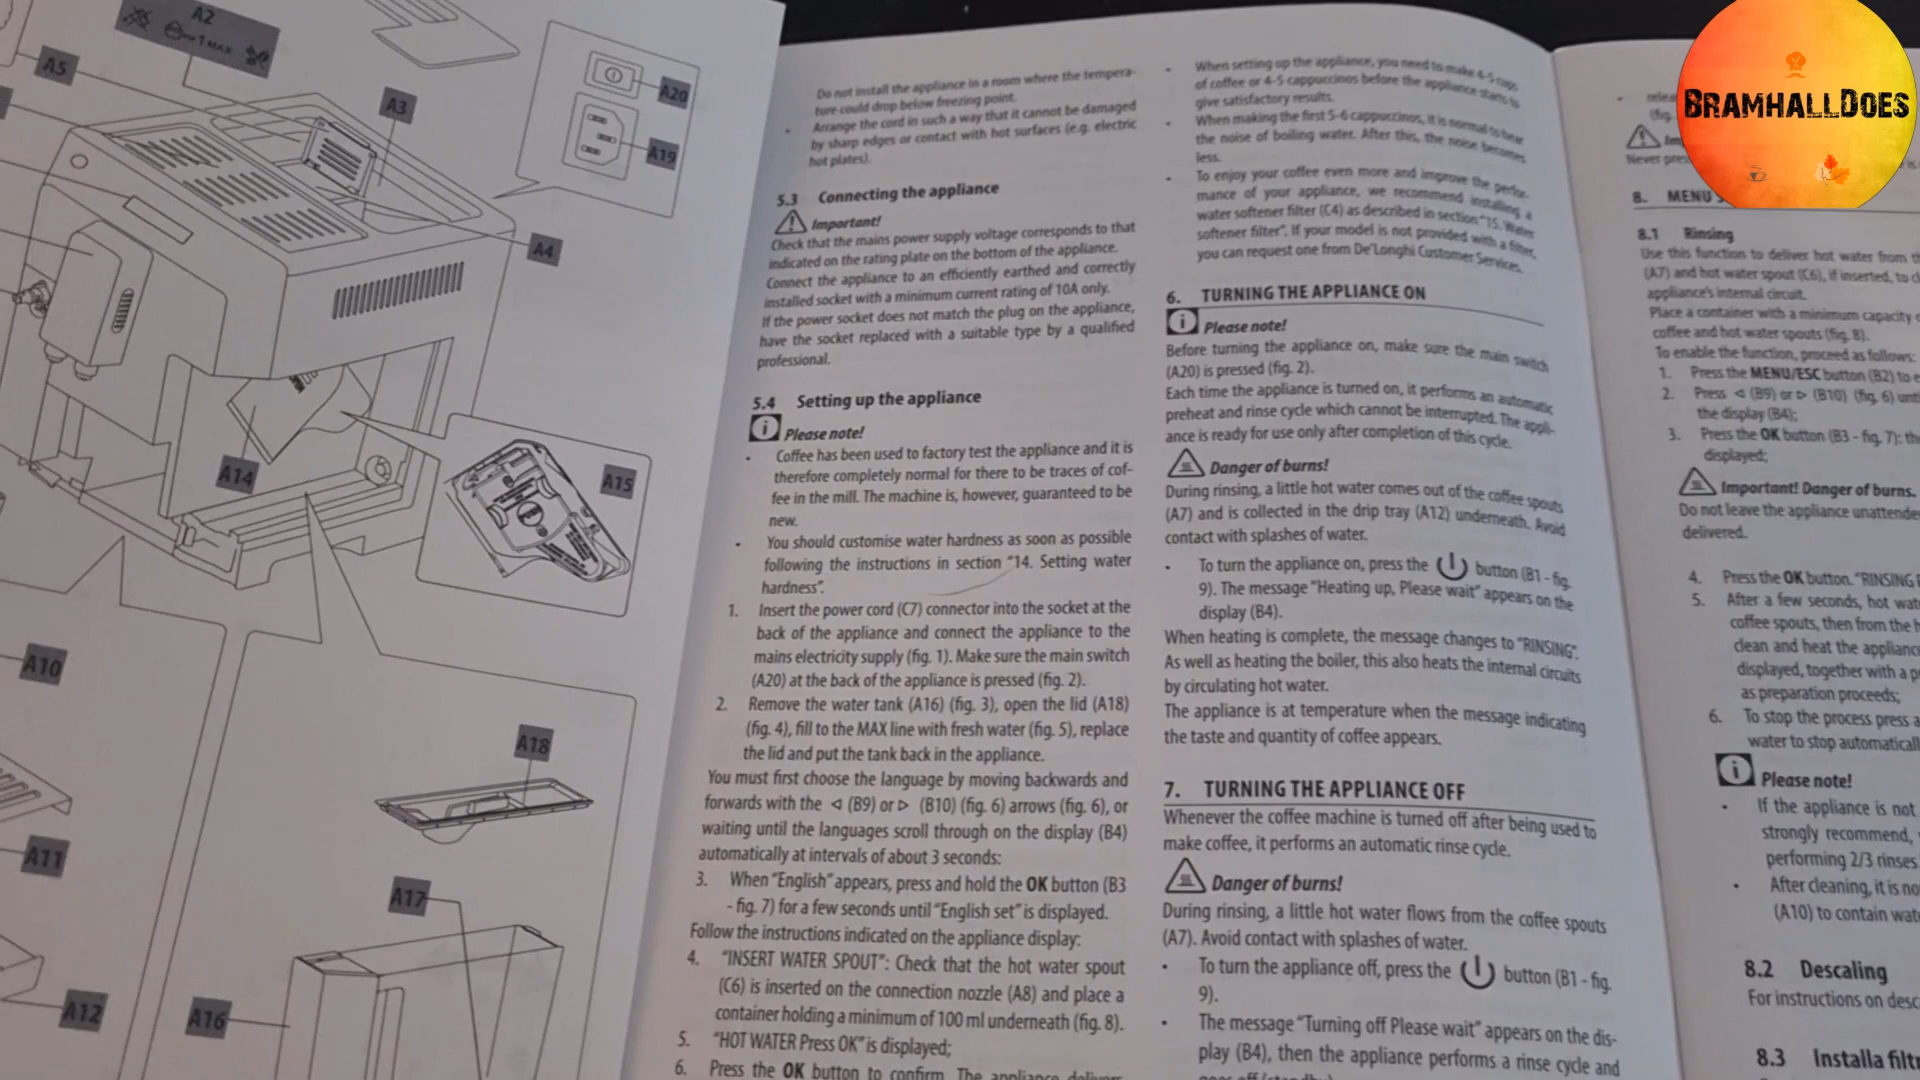 A2
1 MAX
A5
A3
A20
A19
A4
A14
A15
A10
A18
A11
A17
A12
A16
Do not install the appliance in a room where the tempera-
ture could drop below freezing point.
• Arrange the cord in such a way that it cannot be damaged
by sharp edges or contact with hot surfaces (e.g. electric
hot plates).
5.3 Connecting the appliance
Important!
Check that the mains power supply voltage corresponds to that
indicated on the rating plate on the bottom of the appliance.
Connect the appliance to an efficiently earthed and correctly
installed socket with a minimum current rating of 10A only.
If the power socket does not match the plug on the appliance,
have the socket replaced with a suitable type by a qualified
professional.
5.4 Setting up the appliance
i Please note!
• Coffee has been used to factory test the appliance and it is
therefore completely normal for there to be traces of cof-
fee in the mill. The machine is, however, guaranteed to be
new.
• You should customise water hardness as soon as possible
following the instructions in section "14. Setting water
hardness".
1. Insert the power cord (C7) connector into the socket at the
back of the appliance and connect the appliance to the
mains electricity supply (fig. 1). Make sure the main switch
(A20) at the back of the appliance is pressed (fig. 2).
2. Remove the water tank (A16) (fig. 3), open the lid (A18)
(fig. 4), fill to the MAX line with fresh water (fig. 5), replace
the lid and put the tank back in the appliance.
You must first choose the language by moving backwards and
forwards with the ◃ (B9) or ▹ (B10) (fig. 6) arrows (fig. 6), or
waiting until the languages scroll through on the display (B4)
automatically at intervals of about 3 seconds:
3. When "English" appears, press and hold the OK button (B3
- fig. 7) for a few seconds until "English set" is displayed.
Follow the instructions indicated on the appliance display:
4. "INSERT WATER SPOUT": Check that the hot water spout
(C6) is inserted on the connection nozzle (A8) and place a
container holding a minimum of 100 ml underneath (fig. 8).
5. "HOT WATER Press OK" is displayed;
6. Press the OK button to confirm. The appliance delivers
• When setting up the appliance, you need to make 4-5 cups
of coffee or 4-5 cappuccinos before the appliance starts to
give satisfactory results.
• When making the first 5-6 cappuccinos, it is normal to hear
the noise of boiling water. After this, the noise becomes
less.
• To enjoy your coffee even more and improve the perfor-
mance of your appliance, we recommend installing a
water softener filter (C4) as described in section "15. Water
softener filter". If your model is not provided with a filter,
you can request one from De'Longhi Customer Services.
6. TURNING THE APPLIANCE ON
i Please note!
Before turning the appliance on, make sure the main switch
(A20) is pressed (fig. 2).
Each time the appliance is turned on, it performs an automatic
preheat and rinse cycle which cannot be interrupted. The appli-
ance is ready for use only after completion of this cycle.
Danger of burns!
During rinsing, a little hot water comes out of the coffee spouts
(A7) and is collected in the drip tray (A12) underneath. Avoid
contact with splashes of water.
• To turn the appliance on, press the button (B1 - fig.
9). The message "Heating up, Please wait" appears on the
display (B4).
When heating is complete, the message changes to "RINSING".
As well as heating the boiler, this also heats the internal circuits
by circulating hot water.
The appliance is at temperature when the message indicating
the taste and quantity of coffee appears.
7. TURNING THE APPLIANCE OFF
Whenever the coffee machine is turned off after being used to
make coffee, it performs an automatic rinse cycle.
Danger of burns!
During rinsing, a little hot water flows from the coffee spouts
(A7). Avoid contact with splashes of water.
• To turn the appliance off, press the button (B1 - fig.
9).
• The message "Turning off Please wait" appears on the dis-
play (B4), then the appliance performs a rinse cycle and
BRAMHALLDOES
(fig.
Never
8. MENU
8.1 Rinsing
Use this function to deliver hot water from
(A7) and hot water spout (C6), if inserted, to
appliance's internal circuit.
Place a container with a minimum capacity
coffee and hot water spouts (fig. 8).
To enable the function, proceed as follows:
1. Press the MENU/ESC button (B2) to
2. Press ◃ (B9) or ▹ (B10) (fig. 6)
the display (B4);
3. Press the OK button (B3 - fig. 7):
displayed;
Important! Danger of burns.
Do not leave the appliance
delivered.
4. Press the OK button. "RINSING
5. After a few seconds, hot
coffee spouts, then from the
clean and heat the
displayed, together with a
as preparation proceeds;
6. To stop the process press
water to stop
i Please note!
• If the appliance is not
strongly recommend,
performing 2/3 rinses
• After cleaning, it is
(A10) to contain
8.2 Descaling
For instructions on
8.3 Installa